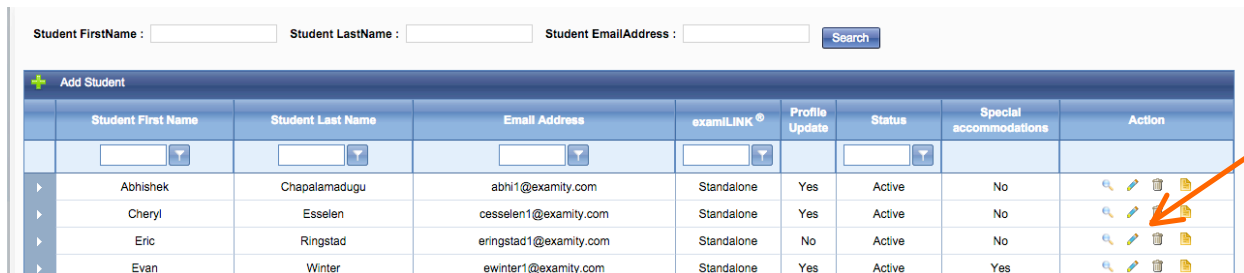 Student FirstName : Student LastName : Student EmailAddress : Search
Add Student
Student First Name Student Last Name Email Address examiLINK ® Profile Update Status Special accommodations Action
Abhishek Chapalamadugu abhi1@examity.com Standalone Yes Active No
Cheryl Esselen cesselen1@examity.com Standalone Yes Active No
Eric Ringstad eringstad1@examity.com Standalone No Active No
Evan Winter ewinter1@examity.com Standalone Yes Active Yes